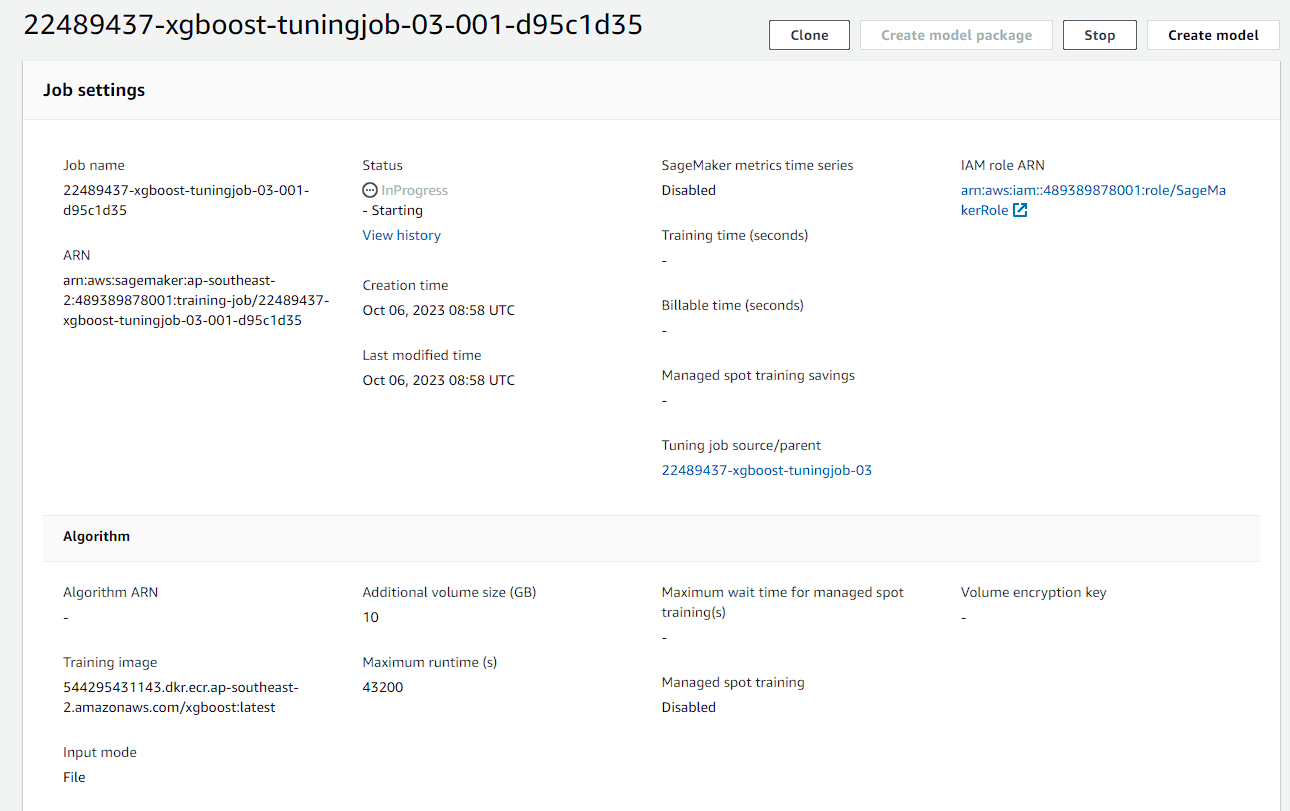 22489437-xgboost-tuningjob-03-001-d95c1d35
Clone
Create model package
Stop
Create model
Job settings
Job name
22489437-xgboost-tuningjob-03-001-
d95c1d35
ARN
arn:aws:sagemaker:ap-southeast-
2:489389878001:training-job/22489437-
xgboost-tuningjob-03-001-d95c1d35
Status
InProgress
- Starting
View history
Creation time
Oct 06, 2023 08:58 UTC
Last modified time
Oct 06, 2023 08:58 UTC
SageMaker metrics time series
Disabled
Training time (seconds)
-
Billable time (seconds)
-
Managed spot training savings
-
Tuning job source/parent
22489437-xgboost-tuningjob-03
IAM role ARN
arn:aws:iam::489389878001:role/SageMa
kerRole
Algorithm
Algorithm ARN
-
Training image
544295431143.dkr.ecr.ap-southeast-
2.amazonaws.com/xgboost:latest
Input mode
File
Additional volume size (GB)
10
Maximum runtime (s)
43200
Maximum wait time for managed spot
training(s)
-
Managed spot training
Disabled
Volume encryption key
-